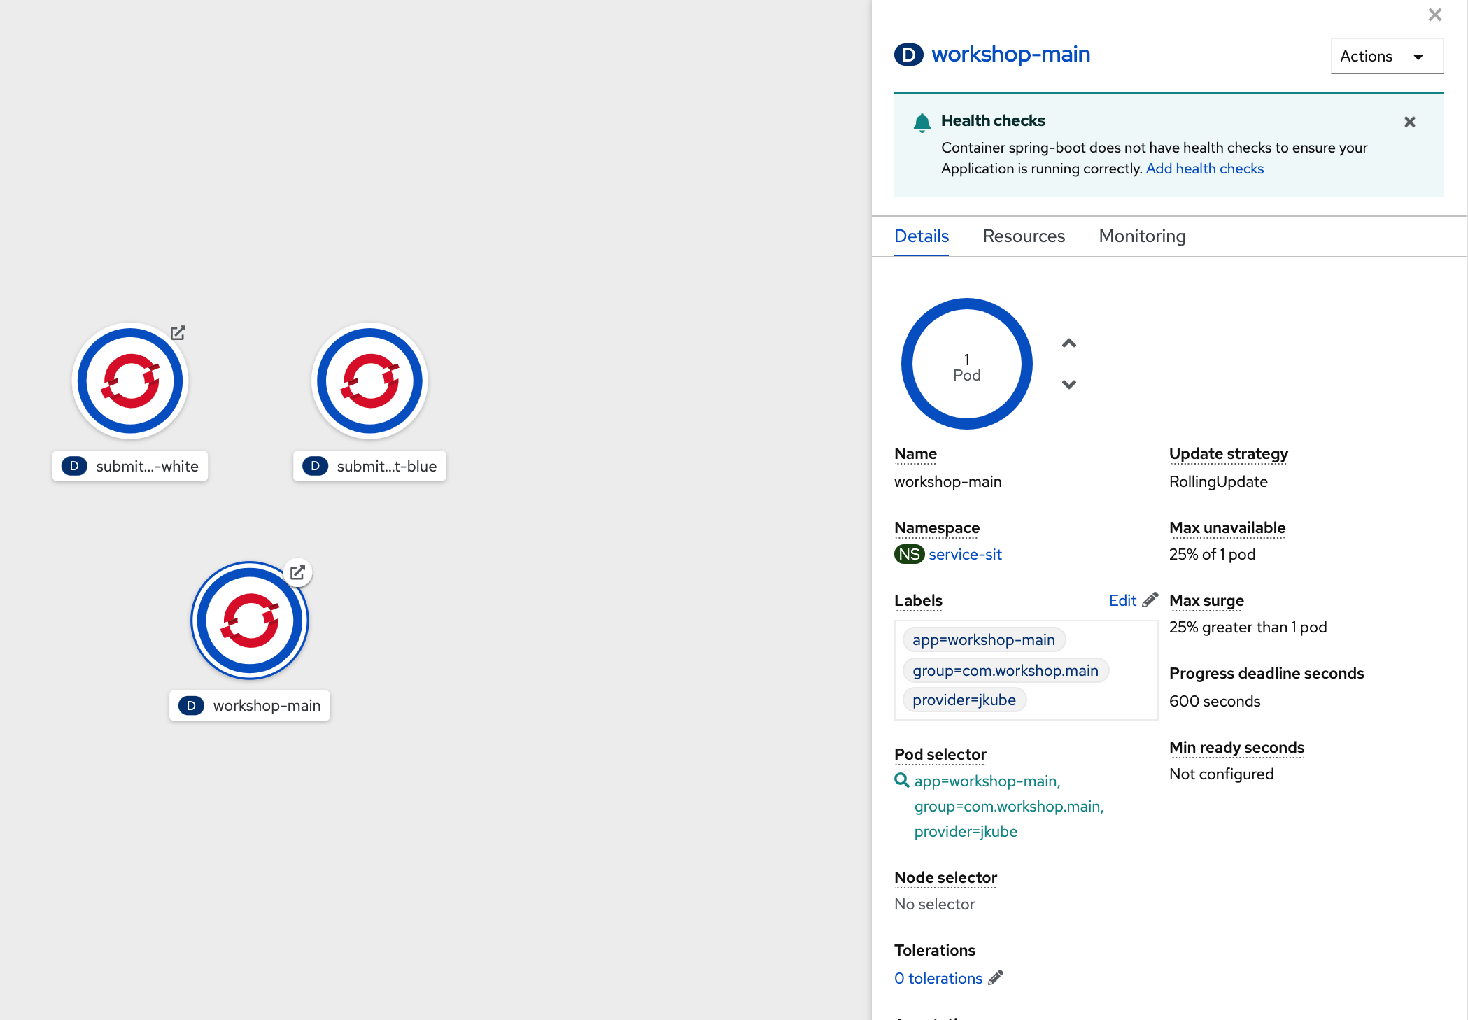 D submit...-white
D submit...t-blue
D workshop-main
D workshop-main
Actions
Health checks
Container spring-boot does not have health checks to ensure your
Application is running correctly. Add health checks
Details Resources Monitoring
1
Pod
Name
workshop-main
Namespace
NS service-sit
Labels
Edit
app=workshop-main
group=com.workshop.main
provider=jkube
Pod selector
app=workshop-main,
group=com.workshop.main,
provider=jkube
Node selector
No selector
Tolerations
0 tolerations
Update strategy
RollingUpdate
Max unavailable
25% of 1 pod
Max surge
25% greater than 1 pod
Progress deadline seconds
600 seconds
Min ready seconds
Not configured